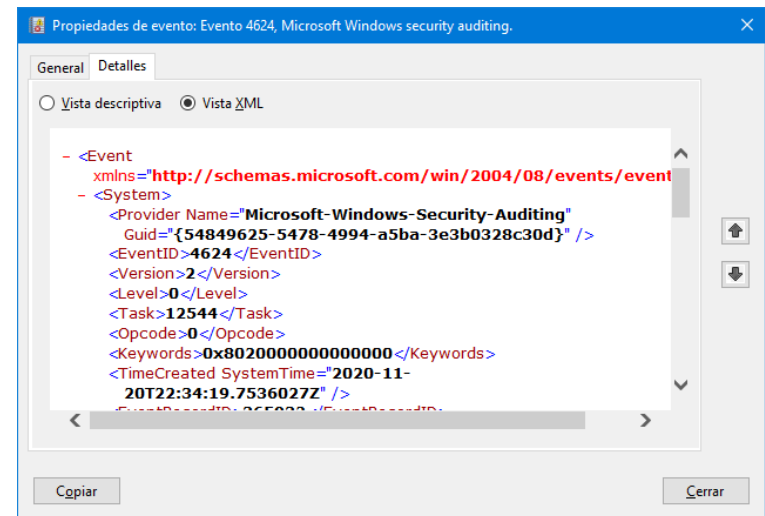 Propiedades de evento: Evento 4624, Microsoft Windows security auditing.
General Detalles
Vista descriptiva Vista XML
– <Event
xmlns="http://schemas.microsoft.com/win/2004/08/events/event
– <System>
<Provider Name="Microsoft-Windows-Security-Auditing"
Guid="{54849625-5478-4994-a5ba-3e3b0328c30d}" />
<EventID>4624</EventID>
<Version>2</Version>
<Level>0</Level>
<Task>12544</Task>
<Opcode>0</Opcode>
<Keywords>0x8020000000000000</Keywords>
<TimeCreated SystemTime="2020-11-
20T22:34:19.7536027Z" />
Copiar Cerrar